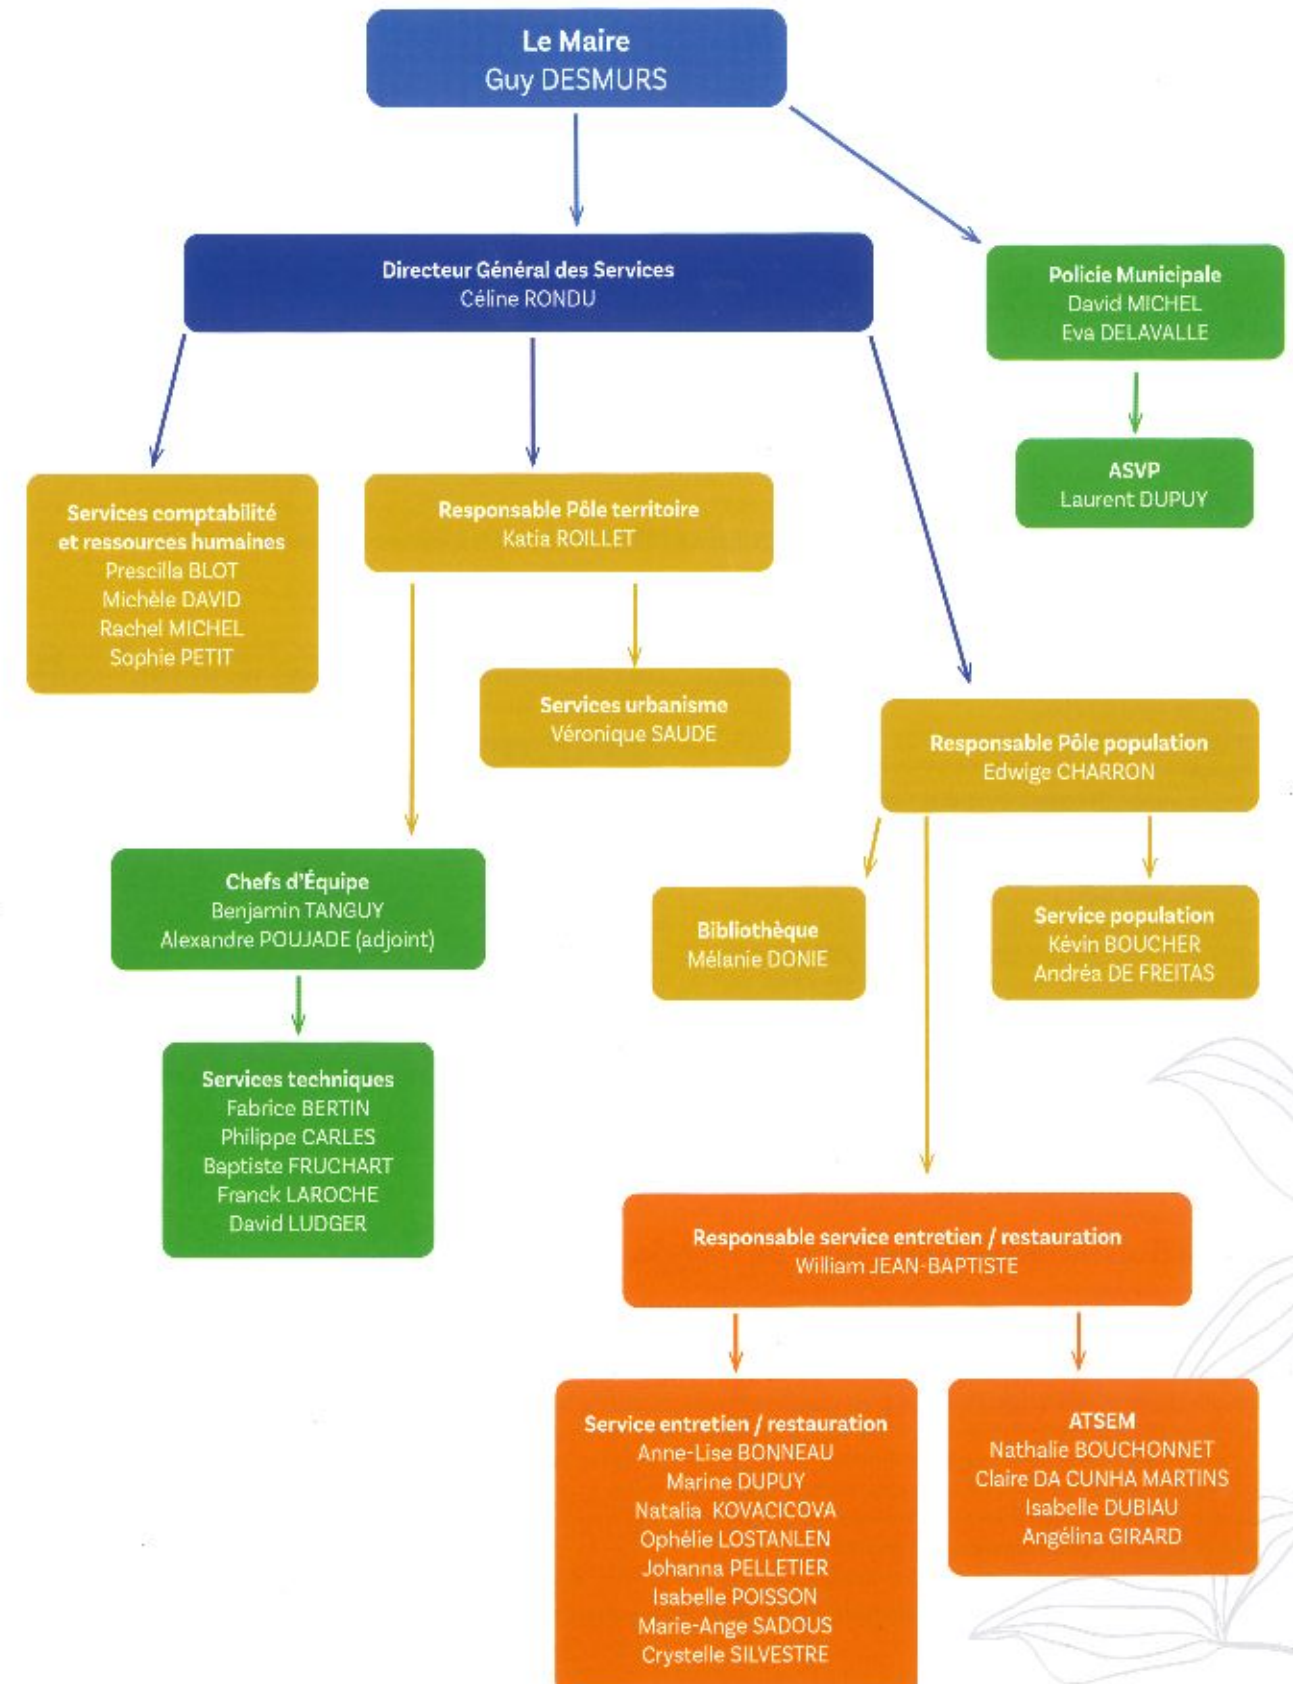 Le Maire
Guy DESMURS
Directeur Général des Services
Céline RONDU
Policie Municipale
David MICHEL
Eva DELAVALLE
ASVP
Laurent DUPUY
Services comptabilité
et ressources humaines
Prescilla BLOT
Michèle DAVID
Rachel MICHEL
Sophie PETIT
Responsable Pôle territoire
Katia ROILLET
Services urbanisme
Véronique SAUDE
Responsable Pôle population
Edwige CHARRON
Chefs d'Équipe
Benjamin TANGUY
Alexandre POUJADE (adjoint)
Bibliothèque
Mélanie DONIE
Service population
Kévin BOUCHER
Andréa DE FREITAS
Services techniques
Fabrice BERTIN
Philippe CARLES
Baptiste FRUCHART
Franck LAROCHE
David LUDGER
Responsable service entretien / restauration
William JEAN-BAPTISTE
Service entretien / restauration
Anne-Lise BONNEAU
Marine DUPUY
Natalia KOVACICOVA
Ophélie LOSTANLEN
Johanna PELLETIER
Isabelle POISSON
Marie-Ange SADOUS
Crystelle SILVESTRE
ATSEM
Nathalie BOUCHONNET
Claire DA CUNHA MARTINS
Isabelle DUBIAU
Angélina GIRARD